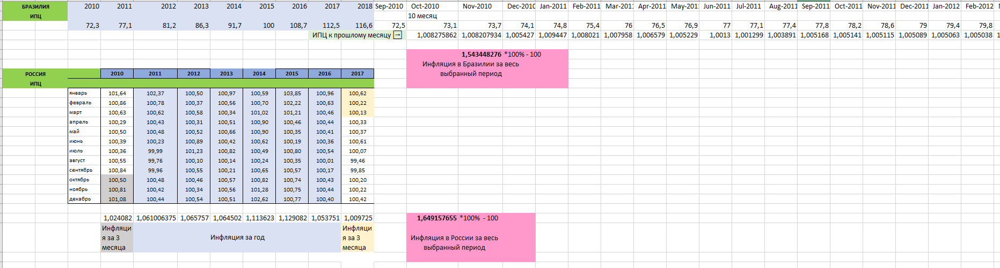 БРАЗИЛИЯ 2010 2011 2012 2013 2014 2015 2016 2017 2018 Sep-2010 Oct-2010 Nov-2010 Dec-2010 Jan-2011 Feb-2011 Mar-2011 Apr-2011 May-2011 Jun-2011 Jul-2011 Aug-2011 Sep-2011 Oct-2011 Nov-2011 Dec-2011 Jan-2012 Feb-2012
ИПЦ 10 месяц
72,3 77,1 81,2 86,3 91,7 100 108,7 112,5 116,6 72,5 73,1 73,7 74,1 74,8 75,4 76 76,5 76,9 77 77,1 77,4 77,8 78,2 78,6 79 79,4 79,8
ИПЦ к прошлому месяцу → 1,008275862 1,008207934 1,005427 1,009447 1,008021 1,007958 1,006579 1,005229 1,0013 1,001299 1,003891 1,005168 1,005141 1,005115 1,005089 1,005063 1,005038
1,543448276 *100% - 100
Инфляция в Бразилии за весь
выбранный период
РОССИЯ 2010 2011 2012 2013 2014 2015 2016 2017
ИПЦ
январь 101,64 102,37 100,50 100,97 100,59 103,85 100,96 100,62
февраль 100,86 100,78 100,37 100,56 100,70 102,22 100,63 100,22
март 100,63 100,62 100,58 100,34 101,02 101,21 100,46 100,13
апрель 100,29 100,43 100,31 100,51 100,90 100,46 100,44 100,33
май 100,50 100,48 100,52 100,66 100,90 100,35 100,41 100,37
июнь 100,39 100,23 100,89 100,42 100,62 100,19 100,36 100,61
июль 100,36 99,99 101,23 100,82 100,49 100,80 100,54 100,07
август 100,55 99,76 100,10 100,14 100,24 100,35 100,01 99,46
сентябрь 100,84 99,96 100,55 100,21 100,65 100,57 100,17 99,85
октябрь 100,50 100,48 100,46 100,57 100,82 100,74 100,43 100,20
ноябрь 100,81 100,42 100,34 100,56 101,28 100,75 100,44 100,22
декабрь 101,08 100,44 100,54 100,51 102,62 100,77 100,40 100,42
1,024082 1,061006375 1,065757 1,064502 1,113623 1,129082 1,053751 1,009725 1,649157655 *100% - 100
Инфляци
я за 3
месяца
Инфляция за год
Инфляци
я за 3
месяца
Инфляция в России за весь
выбранный период